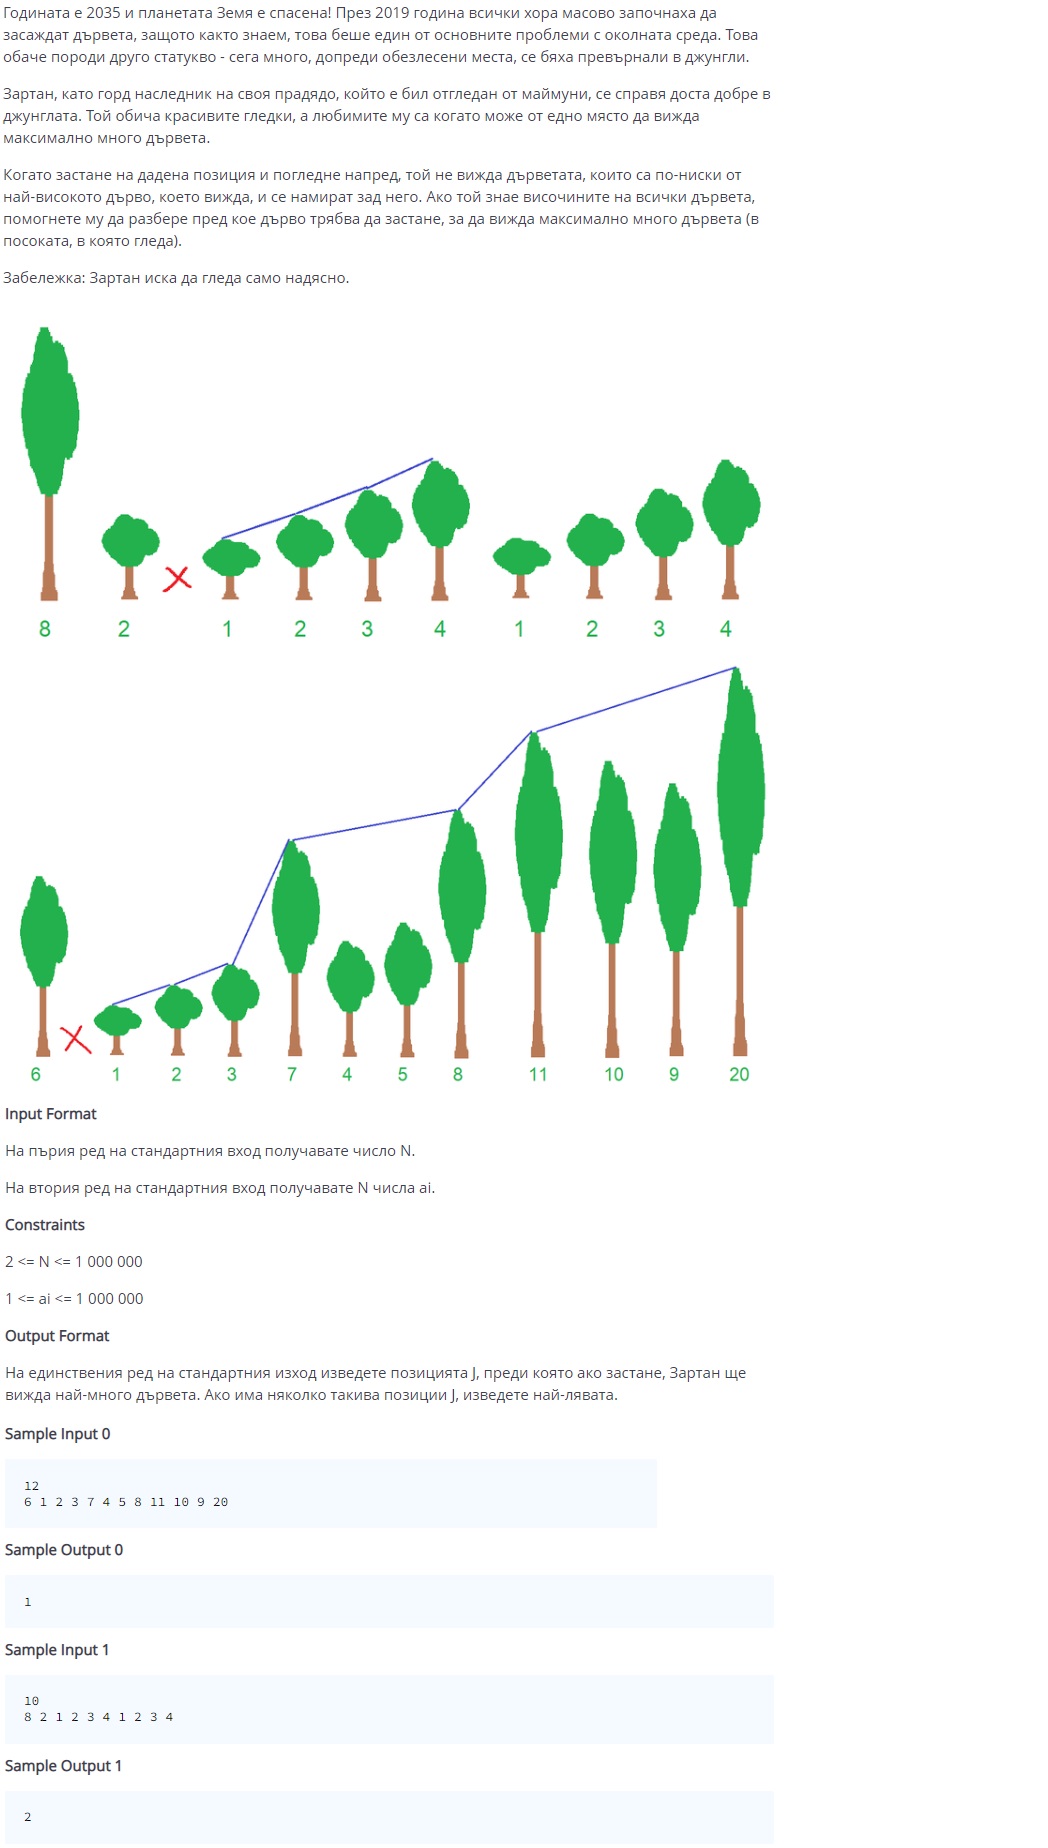 Годината е 2035 и планетата Земя е спасена! През 2019 година всички хора масово започнаха да
засаждат дървета, защото както знаем, това беше един от основните проблеми с околната среда. Това
обаче породи друго статукво - сега много, допреди обезлесени места, се бяха превърнали в джунгли.
Зартан, като горд наследник на своя прадядо, който е бил отгледан от маймуни, се справя доста добре в
джунглата. Той обича красивите гледки, а любимите му са когато може от едно място да вижда
максимално много дървета.
Когато застане на дадена позиция и погледне напред, той не вижда дърветата, които са по-ниски от
най-високото дърво, което вижда, и се намират зад него. Ако той знае височините на всички дървета,
помогнете му да разбере пред кое дърво трябва да застане, за да вижда максимално много дървета (в
посоката, в която гледа).
Забележка: Зартан иска да гледа само надясно.
8 2 1 2 3 4 1 2 3 4
6 1 2 3 7 4 5 8 11 10 9 20
Input Format
На пърия ред на стандартния вход получавате число N.
На втория ред на стандартния вход получавате N числа ai.
Constraints
2 <= N <= 1 000 000
1 <= ai <= 1 000 000
Output Format
На единствения ред на стандартния изход изведете позицията J, преди която ако застане, Зартан ще
вижда най-много дървета. Ако има няколко такива позиции J, изведете най-лявата.
Sample Input 0
12
6 1 2 3 7 4 5 8 11 10 9 20
Sample Output 0
1
Sample Input 1
10
8 2 1 2 3 4 1 2 3 4
Sample Output 1
2